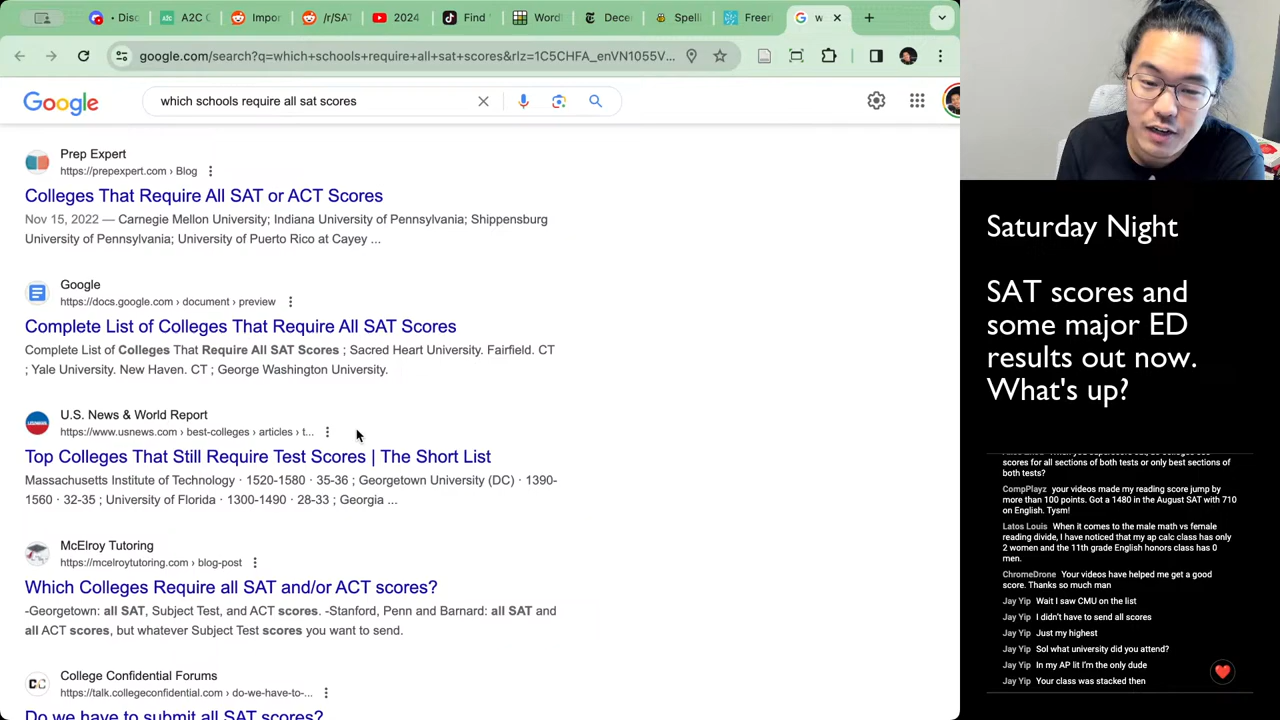 Disc
A2C
Impor
/r/SAT
2024
Find
Word
Dece
Spelli
Freeri
w
google.com/search?q=which+schools+require+all+sat+scores&rlz=1C5CHFA_enVN1055V...
Google
which schools require all sat scores
Prep Expert
https://prepexpert.com › Blog
Colleges That Require All SAT or ACT Scores
Nov 15, 2022 — Carnegie Mellon University; Indiana University of Pennsylvania; Shippensburg
University of Pennsylvania; University of Puerto Rico at Cayey ...
Google
https://docs.google.com › document › preview
Complete List of Colleges That Require All SAT Scores
Complete List of Colleges That Require All SAT Scores ; Sacred Heart University. Fairfield. CT
; Yale University. New Haven. CT ; George Washington University.
U.S. News & World Report
https://www.usnews.com › best-colleges › articles › t...
Top Colleges That Still Require Test Scores | The Short List
Massachusetts Institute of Technology · 1520-1580 · 35-36 ; Georgetown University (DC) · 1390-
1560 · 32-35 ; University of Florida · 1300-1490 · 28-33 ; Georgia ...
McElroy Tutoring
https://mcelroytutoring.com › blog-post
Which Colleges Require all SAT and/or ACT scores?
-Georgetown: all SAT, Subject Test, and ACT scores. -Stanford, Penn and Barnard: all SAT and
all ACT scores, but whatever Subject Test scores you want to send.
College Confidential Forums
https://talk.collegeconfidential.com › do-we-have-to-...
Do we have to submit all SAT scores?
Saturday Night
SAT scores and
some major ED
results out now.
What's up?
scores for all sections of both tests or only best sections of
both tests?
CompPlayz your videos made my reading score jump by
more than 100 points. Got a 1480 in the August SAT with 710
on English. Tysm!
Latos Louis When it comes to the male math vs female
reading divide, I have noticed that my ap calc class has only
2 women and the 11th grade English honors class has 0
men.
ChromeDrone Your videos have helped me get a good
score. Thanks so much man
Jay Yip Wait I saw CMU on the list
Jay Yip I didn't have to send all scores
Jay Yip Just my highest
Jay Yip Sol what university did you attend?
Jay Yip In my AP lit I'm the only dude
Jay Yip Your class was stacked then